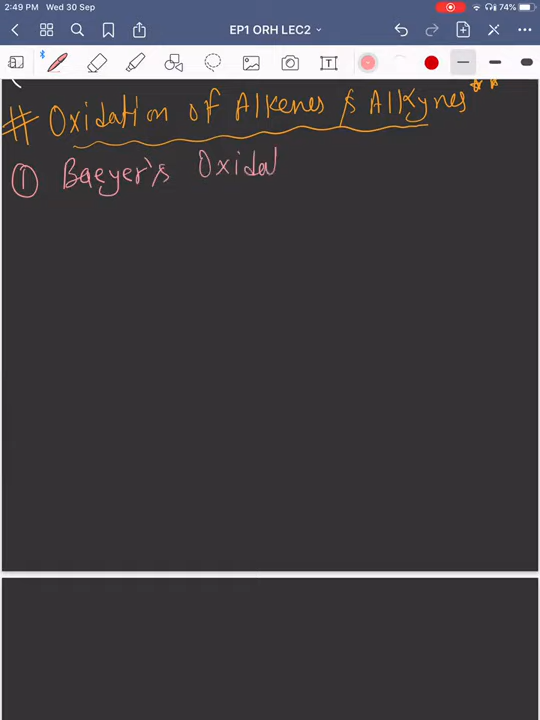 2:49 PM Wed 30 Sep 74%
EP1 ORH LEC2
T
# Oxidation of Alkenes & Alkynes**
① Baeyer's Oxidat